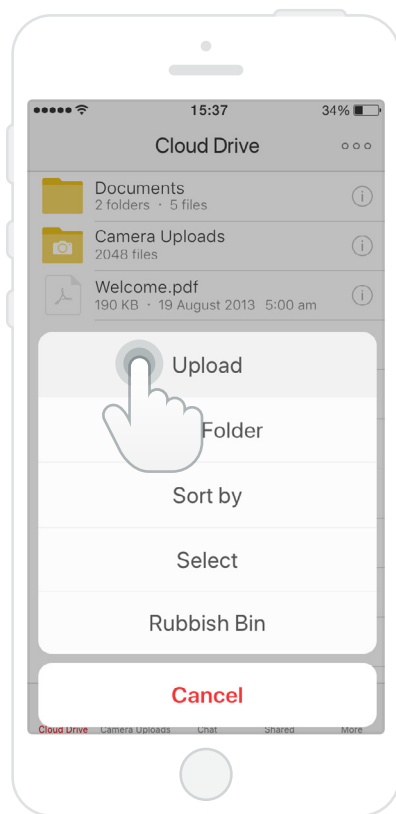 15:37
34%
Cloud Drive
Documents
2 folders · 5 files
Camera Uploads
2048 files
Welcome.pdf
190 KB · 19 August 2013 5:00 am
Upload
Folder
Sort by
Select
Rubbish Bin
Cancel
Cloud Drive Camera Uploads Chat Shared More